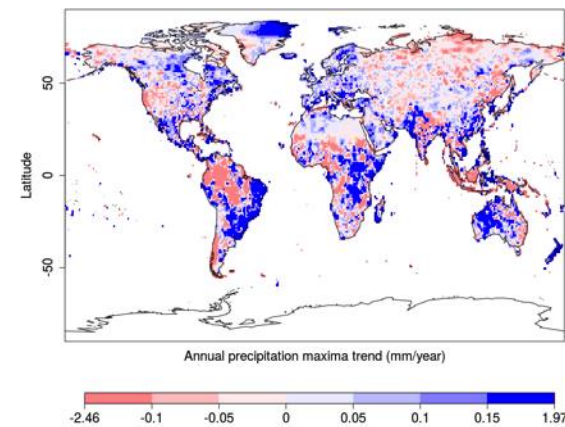 50
Latitude
0
-50
Annual precipitation maxima trend (mm/year)
-2.46 -0.1 -0.05 0 0.05 0.1 0.15 1.97